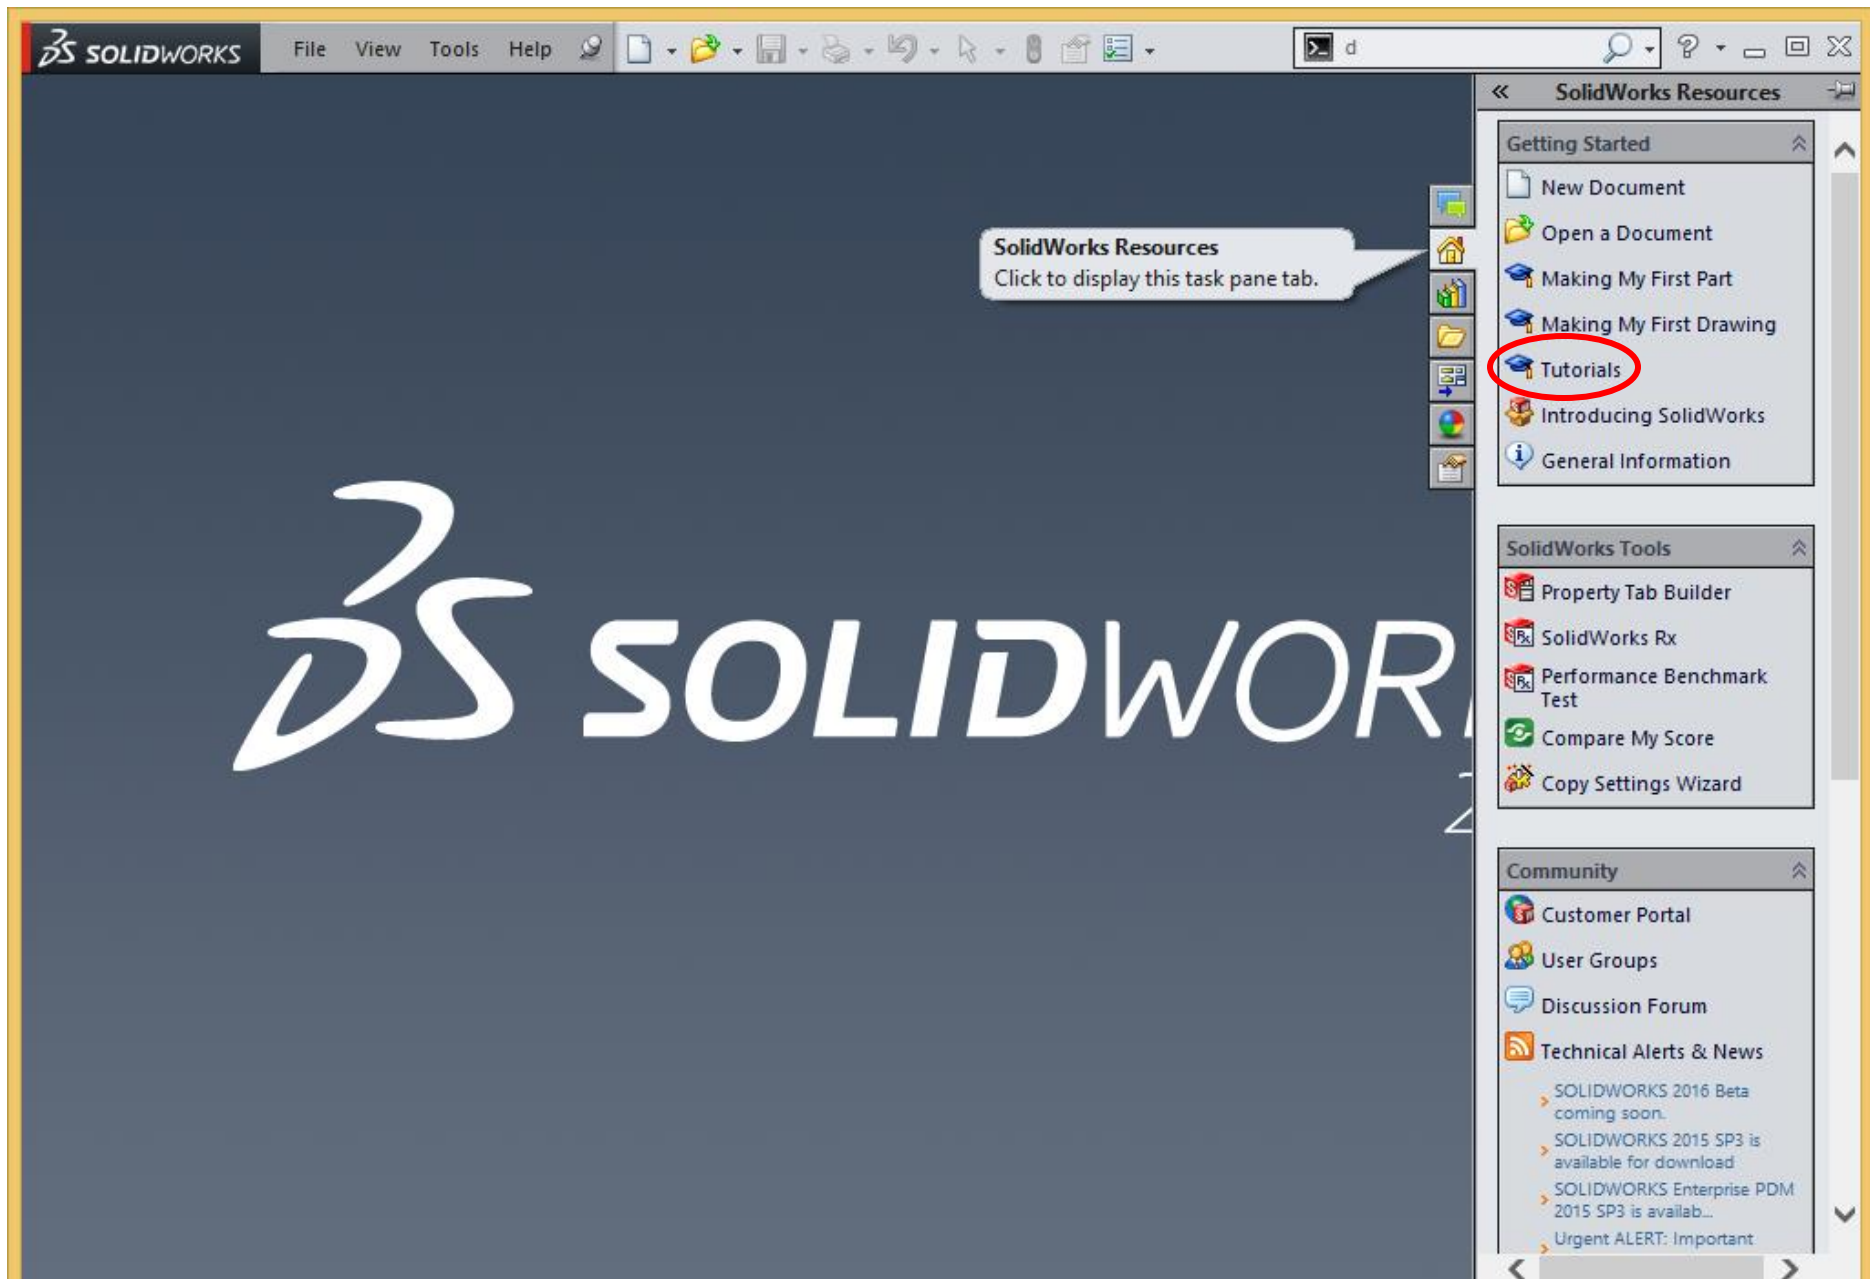 SOLIDWORKS File View Tools Help d
SolidWorks Resources
Getting Started
New Document
Open a Document
Making My First Part
Making My First Drawing
Tutorials
Introducing SolidWorks
General Information
SolidWorks Resources
Click to display this task pane tab.
SOLIDWOR
2
SolidWorks Tools
Property Tab Builder
SolidWorks Rx
Performance Benchmark
Test
Compare My Score
Copy Settings Wizard
Community
Customer Portal
User Groups
Discussion Forum
Technical Alerts & News
SOLIDWORKS 2016 Beta
coming soon.
SOLIDWORKS 2015 SP3 is
available for download
SOLIDWORKS Enterprise PDM
2015 SP3 is availab...
Urgent ALERT: Important